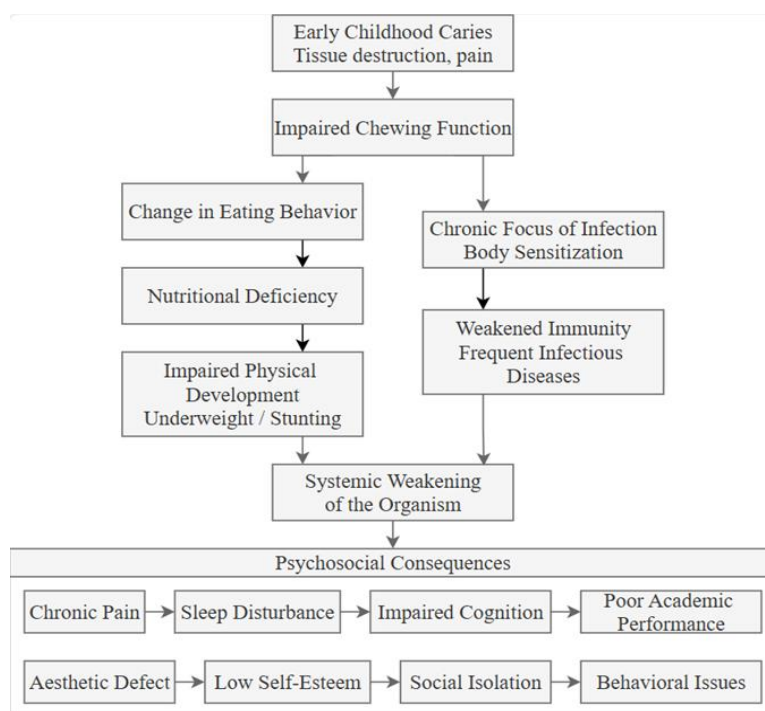 Early Childhood Caries
Tissue destruction, pain
Impaired Chewing Function
Change in Eating Behavior
Chronic Focus of Infection
Body Sensitization
Nutritional Deficiency
Weakened Immunity
Frequent Infectious
Diseases
Impaired Physical
Development
Underweight / Stunting
Systemic Weakening
of the Organism
Psychosocial Consequences
Chronic Pain
Sleep Disturbance
Impaired Cognition
Poor Academic
Performance
Aesthetic Defect
Low Self-Esteem
Social Isolation
Behavioral Issues